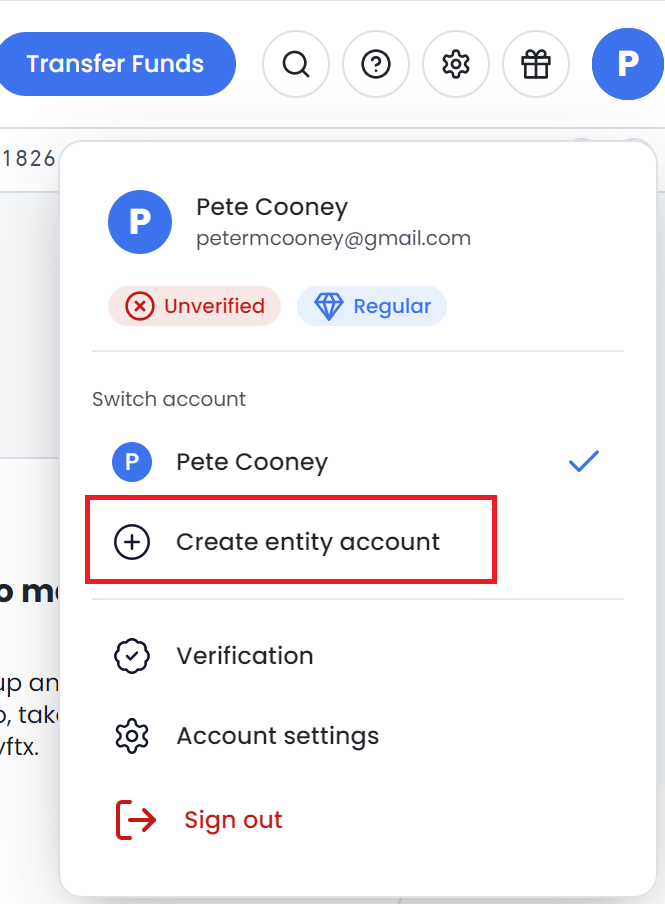 Transfer Funds
P
1826
P
Pete Cooney
petermcooney@gmail.com
Unverified
Regular
Switch account
P
Pete Cooney
Create entity account
Verification
Account settings
Sign out
up an
, tak
ftx.